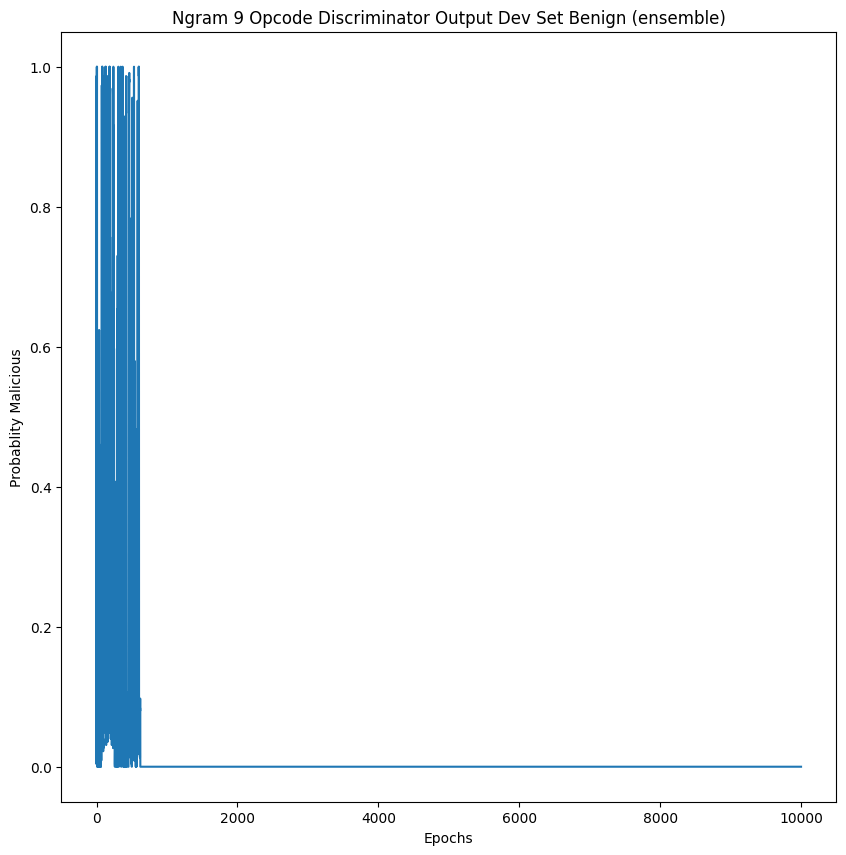 Ngram 9 Opcode Discriminator Output Dev Set Benign (ensemble)
1.0
0.8
0.6
0.4
0.2
0.0
Probablity Malicious
0 2000 4000 6000 8000 10000
Epochs